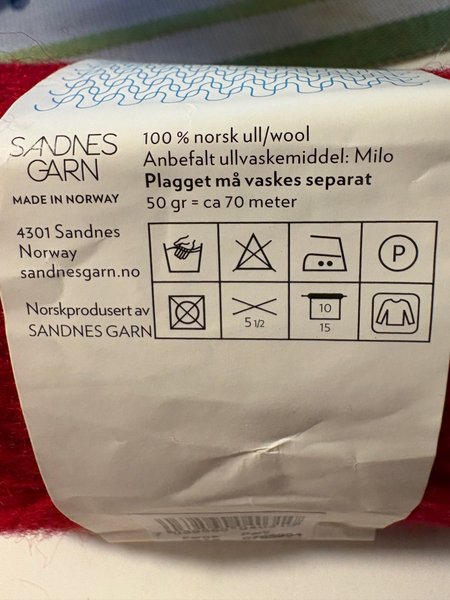 SANDNES
GARN
MADE IN NORWAY
4301 Sandnes
Norway
sandnesgarn.no
Norskprodusert av
SANDNES GARN
100 % norsk ull/wool
Anbefalt ullvaskemiddel: Milo
Plagget må vaskes separat
50 gr = ca 70 meter
P
5 1/2
10
15